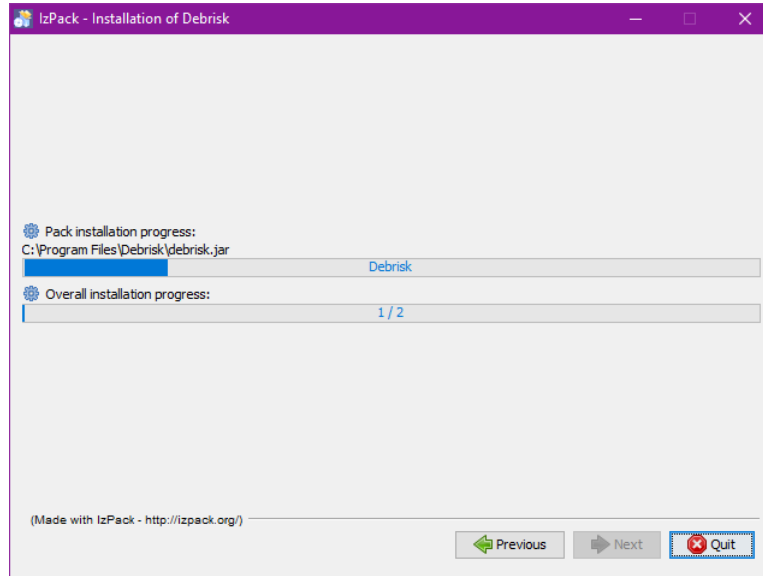 IzPack - Installation of Debrisk
Pack installation progress:
C:\Program Files\Debrisk\debrisk.jar
Debrisk
Overall installation progress:
1 / 2
(Made with IzPack - http://izpack.org/)
Previous
Next
Quit